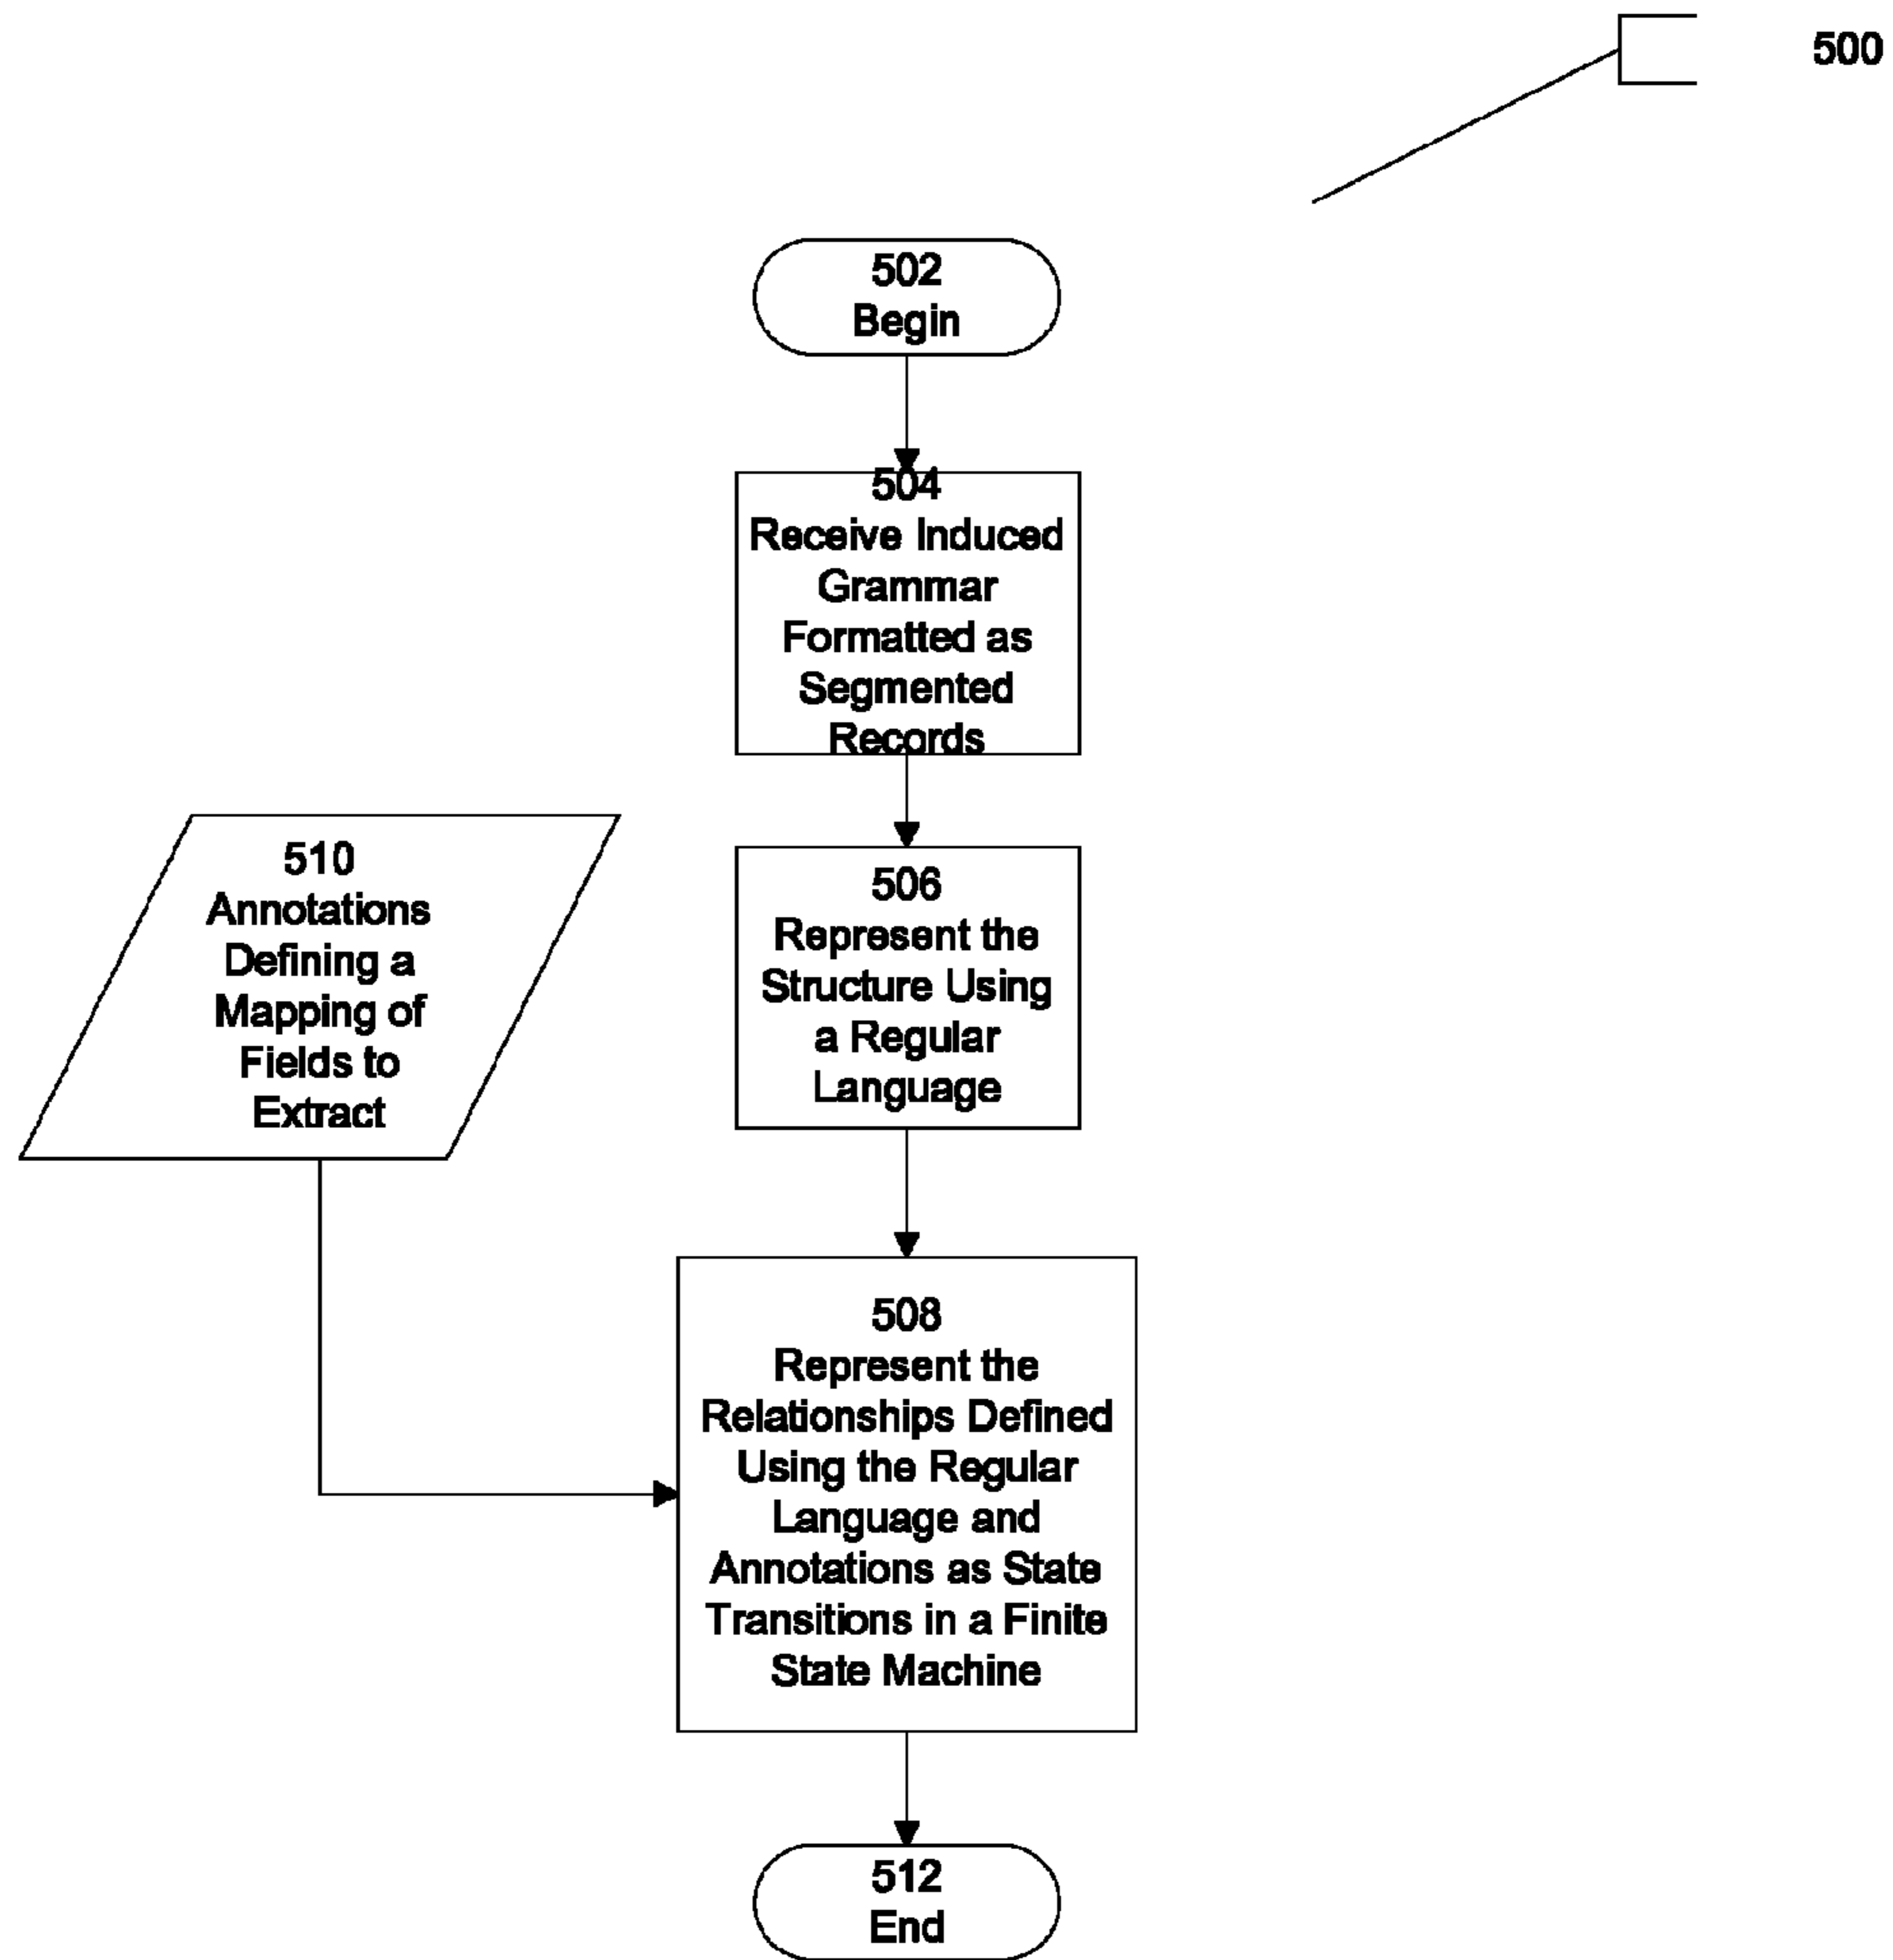 500
502
Begin
504
Receive Induced
Grammar
Formatted as
Segmented
Records
510
Annotations
Defining a
Mapping of
Fields to
Extract
506
Represent the
Structure Using
a Regular
Language
508
Represent the
Relationships Defined
Using the Regular
Language and
Annotations as State
Transitions in a Finite
State Machine
512
End